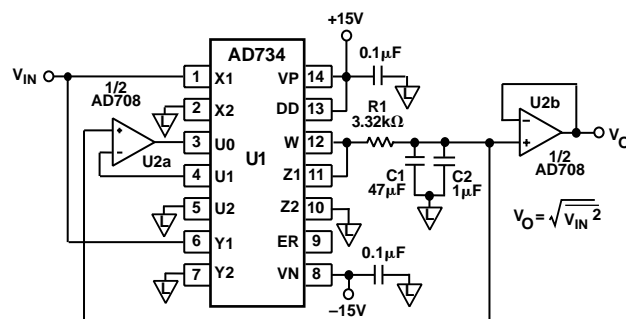 +15V
AD734
0.1µF
VIN
1/2
AD708
1 X1
VP 14
2 X2
DD 13
R1
3.32kΩ
U2b
VO
3 U0
W 12
U2a
U1
4 U1
Z1 11
C1
47µF
C2
1µF
1/2
AD708
5 U2
Z2 10
L
VO = √VIN 2
6 Y1
ER 9
0.1µF
7 Y2
VN 8
–15V
+
–
–
+
L
L
L
L
L
L